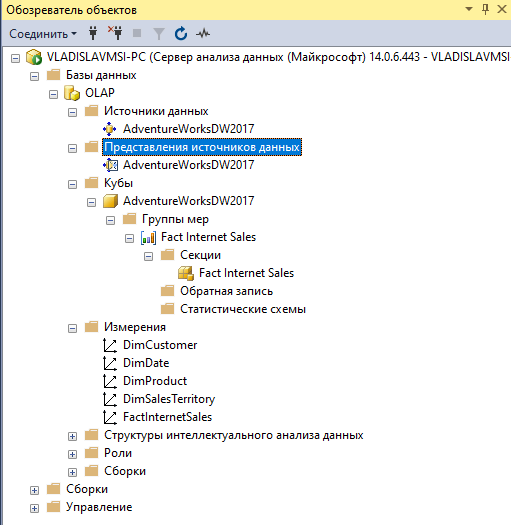 Обозреватель объектов
Соединить
VLADISLAVMSI-PC (Сервер анализа данных (Майкрософт) 14.0.6.443 - VLADISLAVMSI
Базы данных
OLAP
Источники данных
AdventureWorksDW2017
Представления источников данных
AdventureWorksDW2017
Кубы
AdventureWorksDW2017
Группы мер
Fact Internet Sales
Секции
Fact Internet Sales
Обратная запись
Статистические схемы
Измерения
DimCustomer
DimDate
DimProduct
DimSalesTerritory
FactInternetSales
Структуры интеллектуального анализа данных
Роли
Сборки
Сборки
Управление